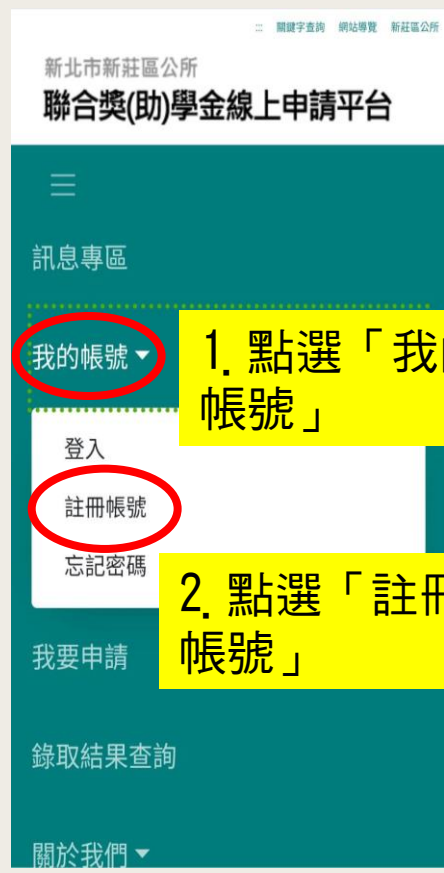 ::: 關鍵字查詢 網站導覽 新莊區公所
新北市新莊區公所
聯合獎(助)學金線上申請平台
訊息專區
我的帳號
1. 點選「我
帳號」
登入
註冊帳號
忘記密碼
2. 點選「註
帳號」
我要申請
錄取結果查詢
關於我們